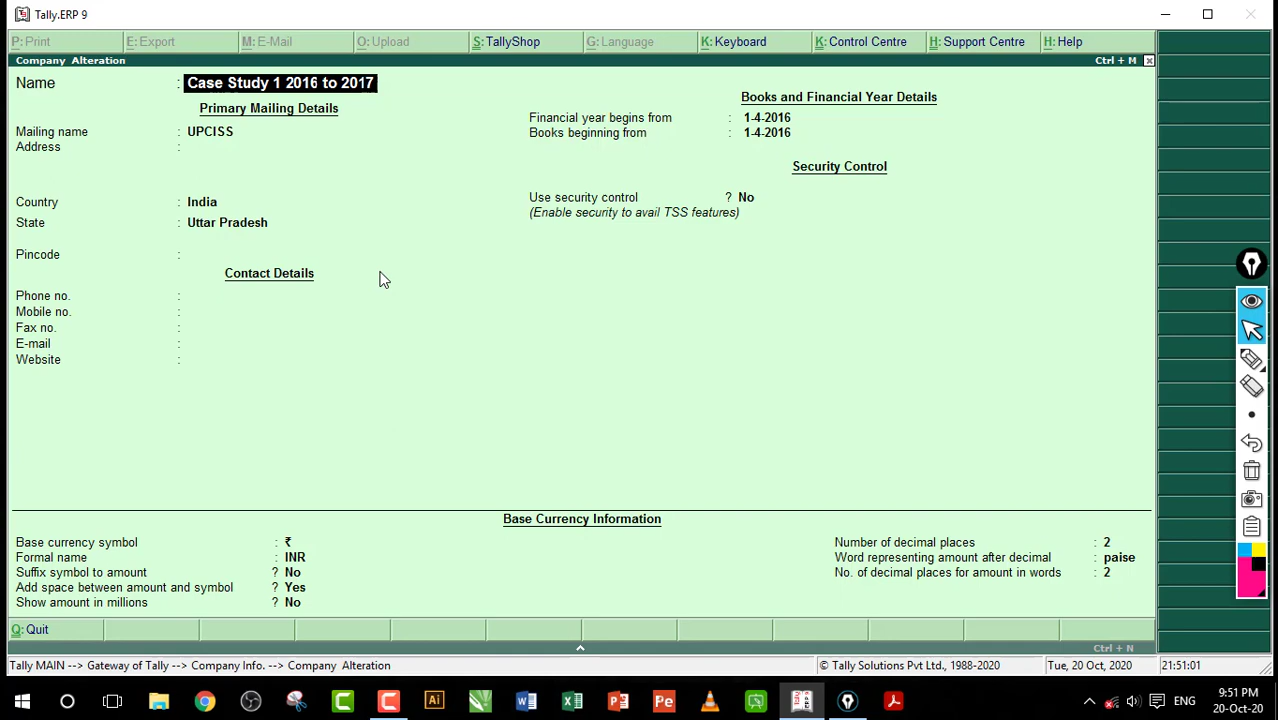 Tally.ERP 9
P: Print E: Export M: E-Mail O: Upload S: TallyShop G: Language K: Keyboard K: Control Centre H: Support Centre H: Help
Company Alteration Ctrl + M
Name : Case Study 1 2016 to 2017
Primary Mailing Details
Mailing name : UPCISS
Address :
Country : India
State : Uttar Pradesh
Pincode :
Contact Details
Phone no. :
Mobile no. :
Fax no. :
E-mail :
Website :
Books and Financial Year Details
Financial year begins from : 1-4-2016
Books beginning from : 1-4-2016
Security Control
Use security control ? No
(Enable security to avail TSS features)
Base Currency Information
Base currency symbol : ₹
Formal name : INR
Suffix symbol to amount ? No
Add space between amount and symbol ? Yes
Show amount in millions ? No
Number of decimal places : 2
Word representing amount after decimal : paise
No. of decimal places for amount in words : 2
Q: Quit
Ctrl + N
Tally MAIN --> Gateway of Tally --> Company Info. --> Company Alteration © Tally Solutions Pvt Ltd., 1988-2020 Tue, 20 Oct, 2020 21:51:01
ENG
9:51 PM
20-Oct-20